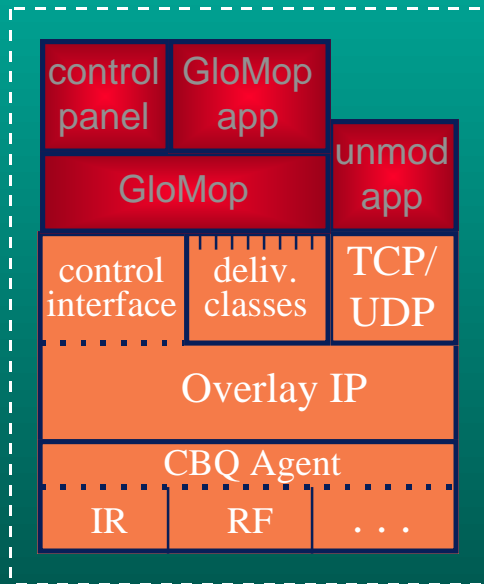 control
panel
GloMop
app
GloMop
unmod
app
control
interface
deliv.
classes
TCP/
UDP
Overlay IP
CBQ Agent
IR
RF
. . .